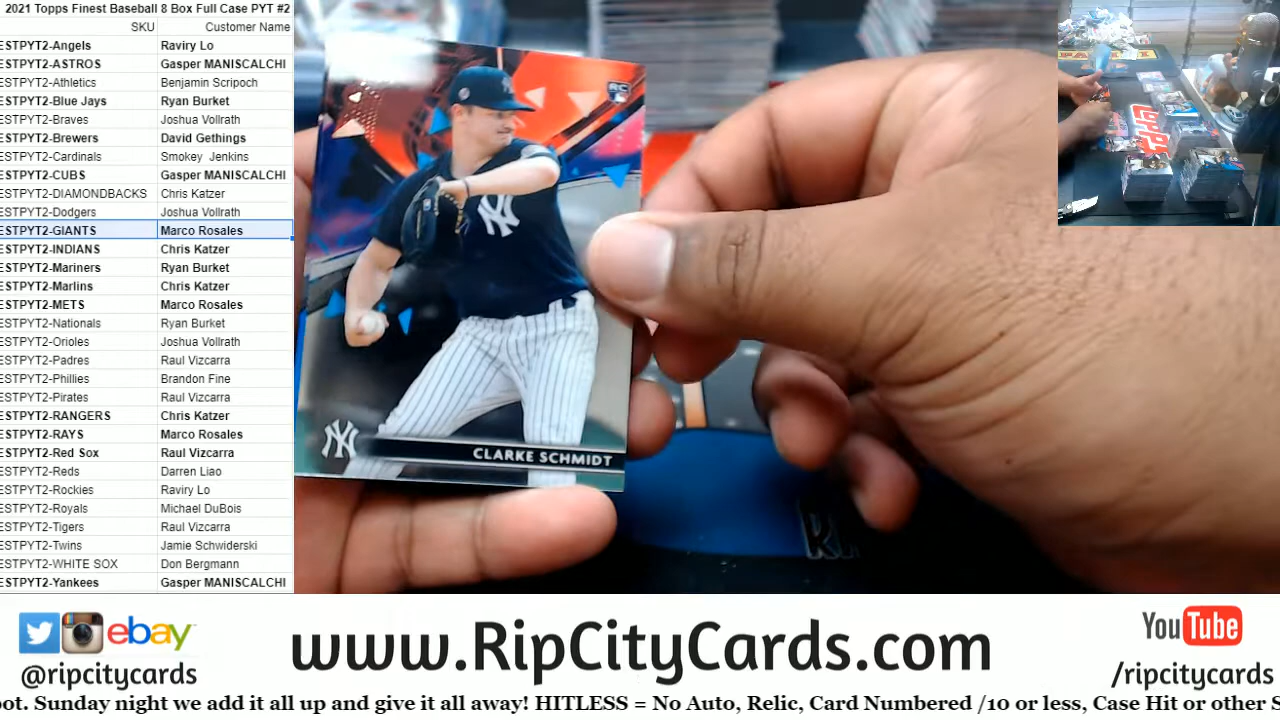 2021 Topps Finest Baseball 8 Box Full Case PYT #2
SKU Customer Name
ESTPYT2-Angels Raviry Lo
ESTPYT2-ASTROS Gasper MANISCALCHI
ESTPYT2-Athletics Benjamin Scripoch
ESTPYT2-Blue Jays Ryan Burket
ESTPYT2-Braves Joshua Vollrath
ESTPYT2-Brewers David Gethings
ESTPYT2-Cardinals Smokey Jenkins
ESTPYT2-CUBS Gasper MANISCALCHI
ESTPYT2-DIAMONDBACKS Chris Katzer
ESTPYT2-Dodgers Joshua Vollrath
ESTPYT2-GIANTS Marco Rosales
ESTPYT2-INDIANS Chris Katzer
ESTPYT2-Mariners Ryan Burket
ESTPYT2-Marlins Chris Katzer
ESTPYT2-METS Marco Rosales
ESTPYT2-Nationals Ryan Burket
ESTPYT2-Orioles Joshua Vollrath
ESTPYT2-Padres Raul Vizcarra
ESTPYT2-Phillies Brandon Fine
ESTPYT2-Pirates Raul Vizcarra
ESTPYT2-RANGERS Chris Katzer
ESTPYT2-RAYS Marco Rosales
ESTPYT2-Red Sox Raul Vizcarra
ESTPYT2-Reds Darren Liao
ESTPYT2-Rockies Raviry Lo
ESTPYT2-Royals Michael DuBois
ESTPYT2-Tigers Raul Vizcarra
ESTPYT2-Twins Jamie Schwiderski
ESTPYT2-WHITE SOX Don Bergmann
ESTPYT2-Yankees Gasper MANISCALCHI
RC
NY
NY
CLARKE SCHMIDT
Topps
ebay
@ripcitycards
www.RipCityCards.com
YouTube
/ripcitycards
oot. Sunday night we add it all up and give it all away! HITLESS = No Auto, Relic, Card Numbered /10 or less, Case Hit or other S